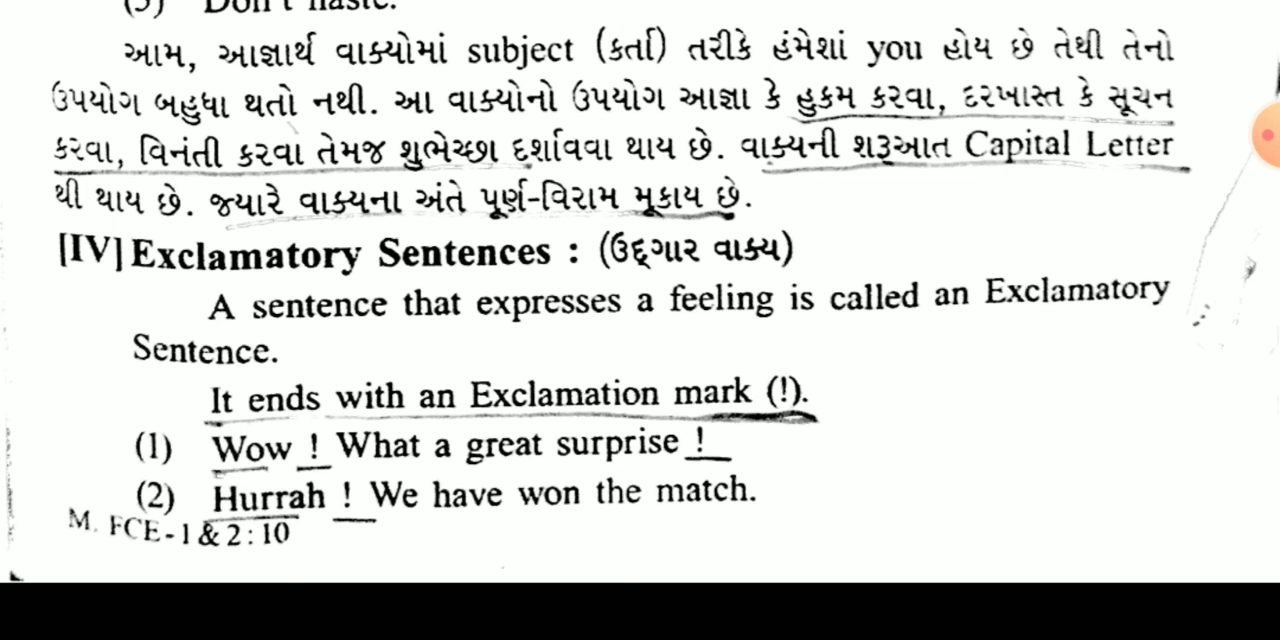 (5) Don't haste.
આમ, આજ્ઞાર્થ વાક્યોમાં subject (કર્તા) તરીકે હંમેશાં you હોય છે તેથી તેનો
ઉપયોગ બહુધા થતો નથી. આ વાક્યોનો ઉપયોગ આજ્ઞા કે હુકમ કરવા, દરખાસ્ત કે સૂચન
કરવા, વિનંતી કરવા તેમજ શુભેચ્છા દર્શાવવા થાય છે. વાક્યની શરૂઆત Capital Letter
થી થાય છે. જ્યારે વાક્યના અંતે પૂર્ણ-વિરામ મૂકાય છે.
[IV] Exclamatory Sentences : (ઉદ્ગાર વાક્ય)
A sentence that expresses a feeling is called an Exclamatory
Sentence.
It ends with an Exclamation mark (!).
(1) Wow ! What a great surprise !
(2) Hurrah ! We have won the match.
M. FCE-1 & 2 : 10